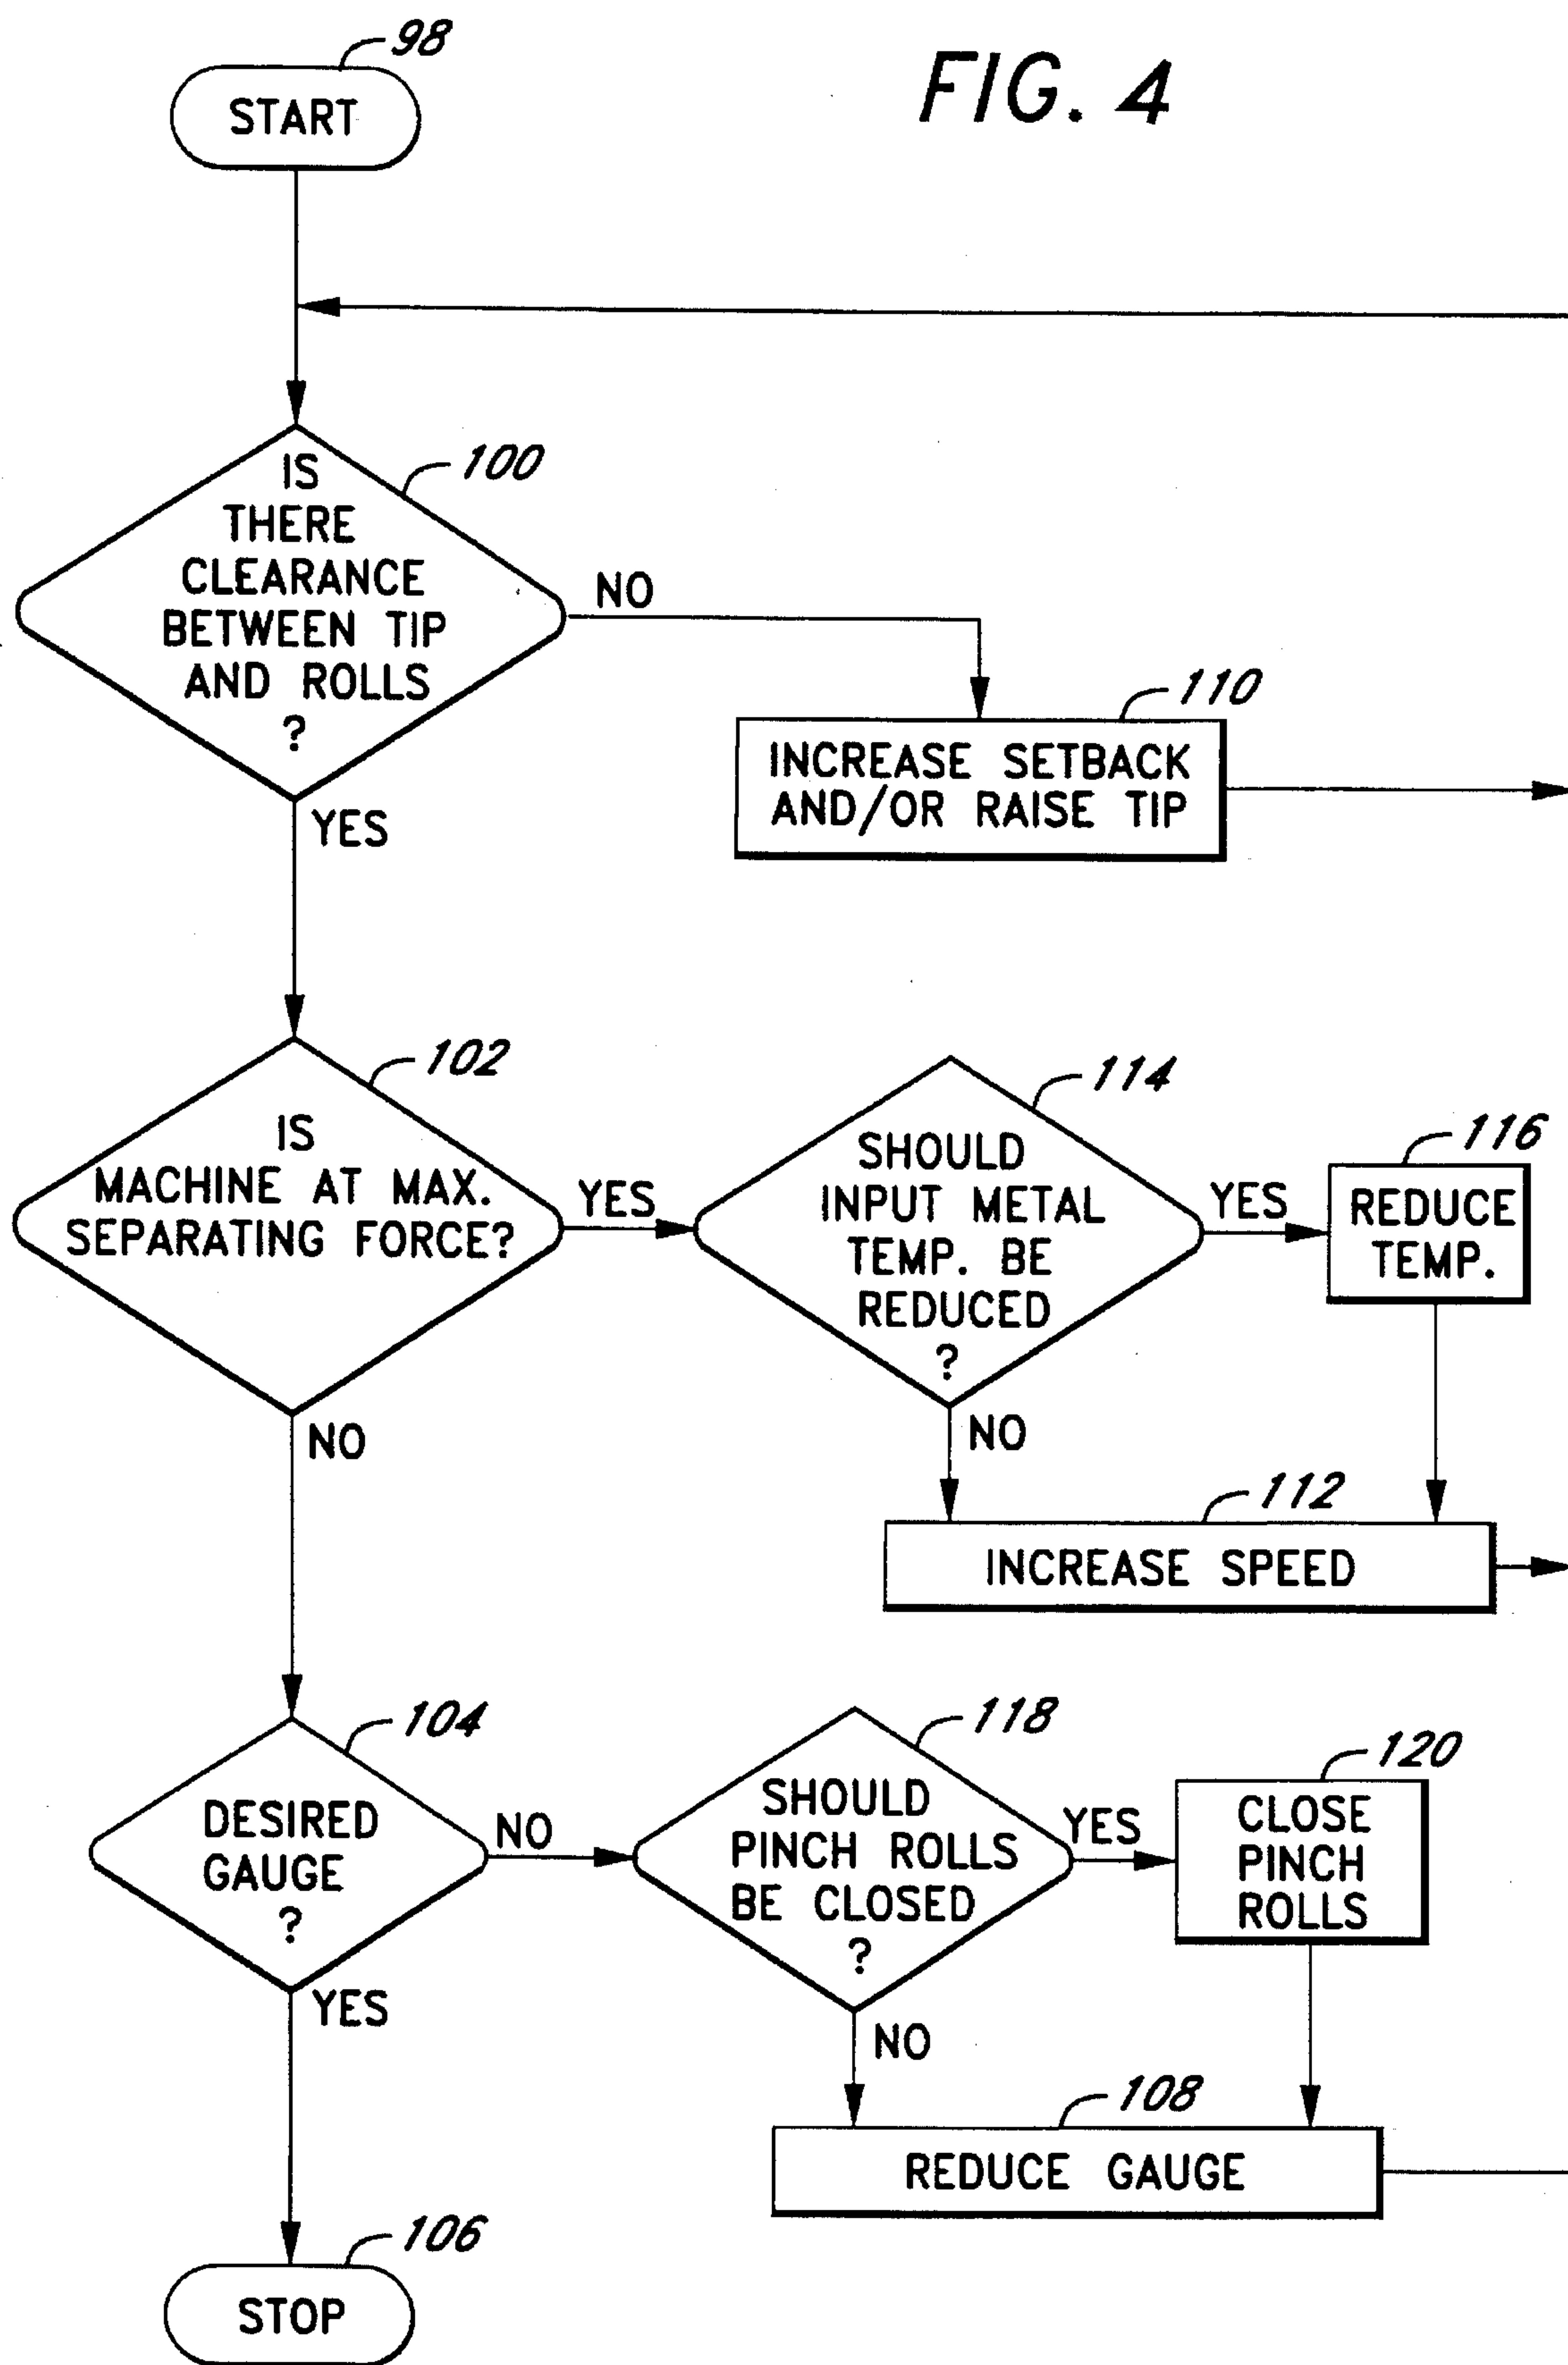 FIG. 4
98
START
100
IS
THERE
CLEARANCE
BETWEEN TIP
AND ROLLS
?
NO
YES
110
INCREASE SETBACK
AND/OR RAISE TIP
102
IS
MACHINE AT MAX.
SEPARATING FORCE?
YES
NO
114
SHOULD
INPUT METAL
TEMP. BE
REDUCED
?
YES
NO
116
REDUCE
TEMP.
112
INCREASE SPEED
104
DESIRED
GAUGE
?
NO
YES
118
SHOULD
PINCH ROLLS
BE CLOSED
?
YES
NO
120
CLOSE
PINCH
ROLLS
108
REDUCE GAUGE
106
STOP